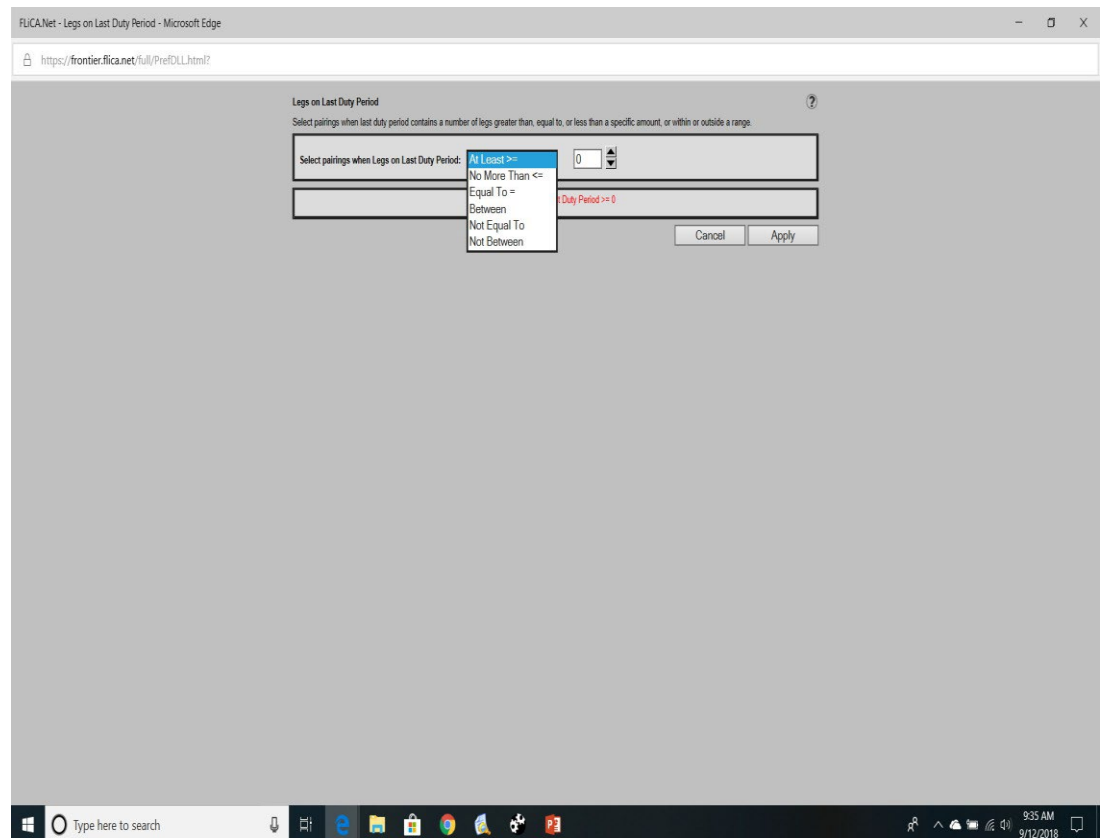 FLiCA.Net - Legs on Last Duty Period - Microsoft Edge
https://frontier.flica.net/full/PrefDLL.html?
Legs on Last Duty Period
?
Select pairings when last duty period contains a number of legs greater than, equal to, or less than a specific amount, or within or outside a range.
Select pairings when Legs on Last Duty Period: At Least >= 0
No More Than <=
Equal To =
Between
Not Equal To
Not Between
t Duty Period >= 0
Cancel Apply
Type here to search
9:35 AM
9/12/2018